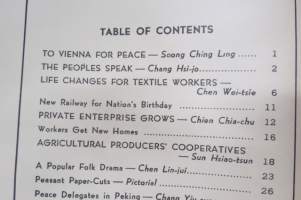 TABLE OF CONTENTS
TO VIENNA FOR PEACE — Soong Ching Ling 1
THE PEOPLES SPEAK — Chang Hsi-jo 2
LIFE CHANGES FOR TEXTILE WORKERS —
Chen Wei-tsie 6
New Railway for Nation's Birthday 11
PRIVATE ENTERPRISE GROWS — Chien Chia-chu 12
Workers Get New Homes 16
AGRICULTURAL PRODUCERS' COOPERATIVES
— Sun Hsiao-tsun 18
A Popular Folk Drama — Chen Lin-jui 23
Peasant Paper-Cuts — Pictorial 26
Peace Delegates in Peking — Chang